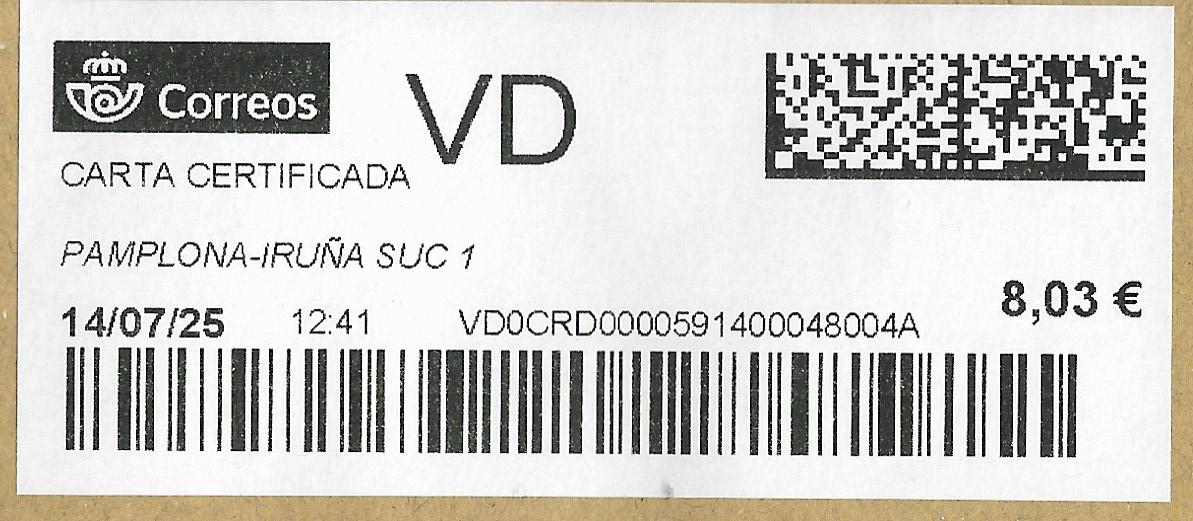 Correos
VD
CARTA CERTIFICADA
PAMPLONA-IRUÑA SUC 1
8,03 €
14/07/25 12:41 VD0CRD0000591400048004A